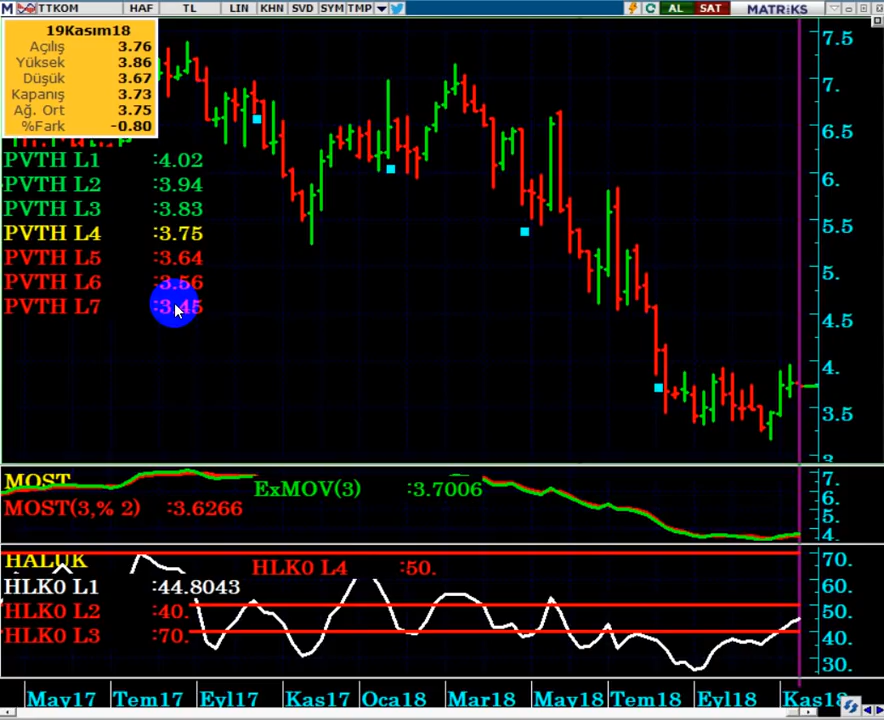 M TTKOM HAF TL LIN KHN SVD SYM TMP AL SAT MATRiKS
19Kasım18
Açılış 3.76
Yüksek 3.86
Düşük 3.67
Kapanış 3.73
Ağ. Ort 3.75
%Fark -0.80
PVTH L1 :4.02
PVTH L2 :3.94
PVTH L3 :3.83
PVTH L4 :3.75
PVTH L5 :3.64
PVTH L6 :3.56
PVTH L7 :3.45
7.5
7.
6.5
6.
5.5
5.
4.5
4.
3.5
3
MOST ExMOV(3) :3.7006
MOST(3,% 2) :3.6266
7.
6.
5.
4.
HALUK HLK0 L4 :50.
HLK0 L1 :44.8043
HLK0 L2 :40.
HLK0 L3 :70.
70.
60.
50.
40.
30.
May17 Tem17 Eyl17 Kas17 Oca18 Mar18 May18 Tem18 Eyl18 Kas18